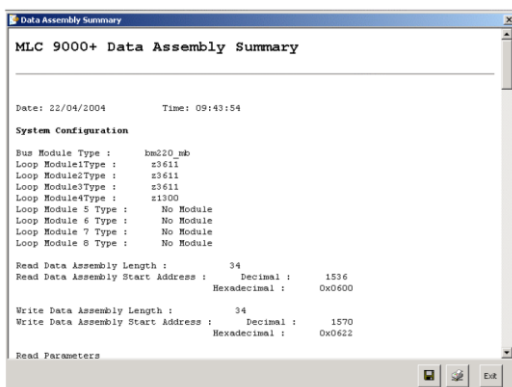 Data Assembly Summary
MLC 9000+ Data Assembly Summary
Date: 22/04/2004 Time: 09:43:54
System Configuration
Bus Module Type : bm220_mb
Loop Module1Type : z3611
Loop Module2Type : z3611
Loop Module3Type : z3611
Loop Module4Type : z1300
Loop Module 5 Type : No Module
Loop Module 6 Type : No Module
Loop Module 7 Type : No Module
Loop Module 8 Type : No Module
Read Data Assembly Length : 34
Read Data Assembly Start Address : Decimal : 1536
Hexadecimal : 0x0600
Write Data Assembly Length : 34
Write Data Assembly Start Address : Decimal : 1570
Hexadecimal : 0x0622
Read Parameters
Exit